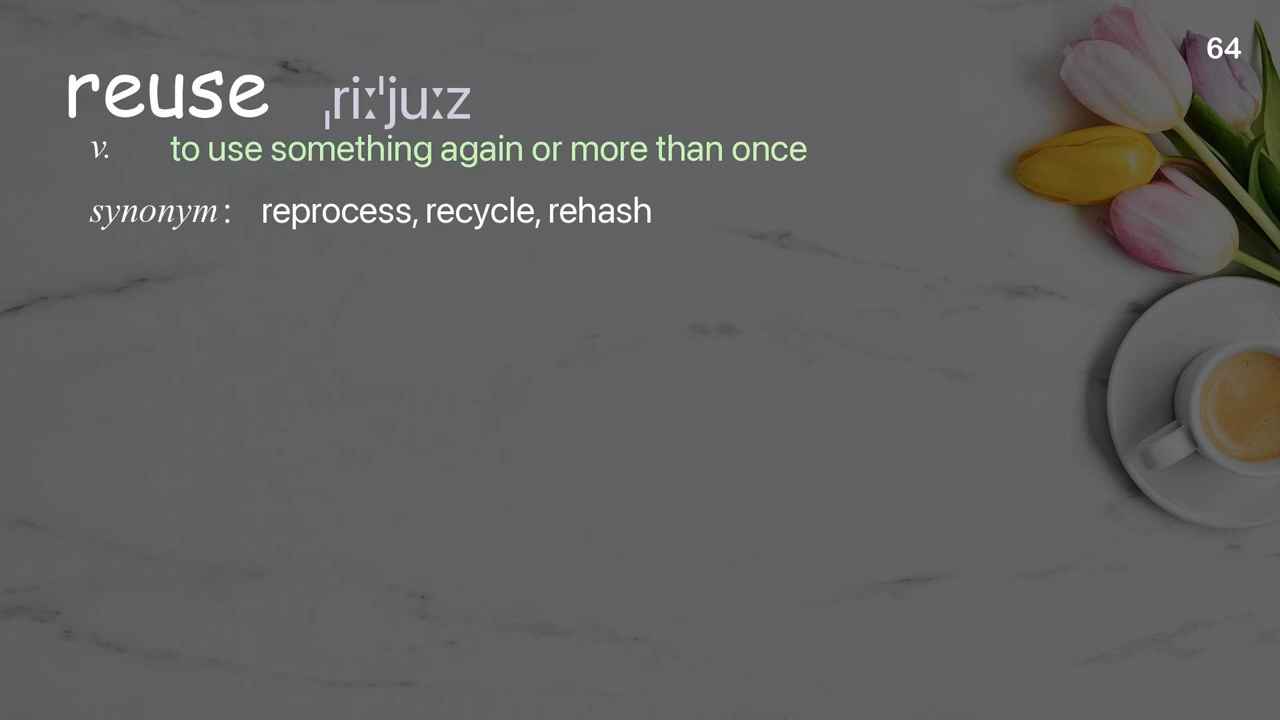 64
reuse ˌriːˈjuːz
v. to use something again or more than once
synonym : reprocess, recycle, rehash